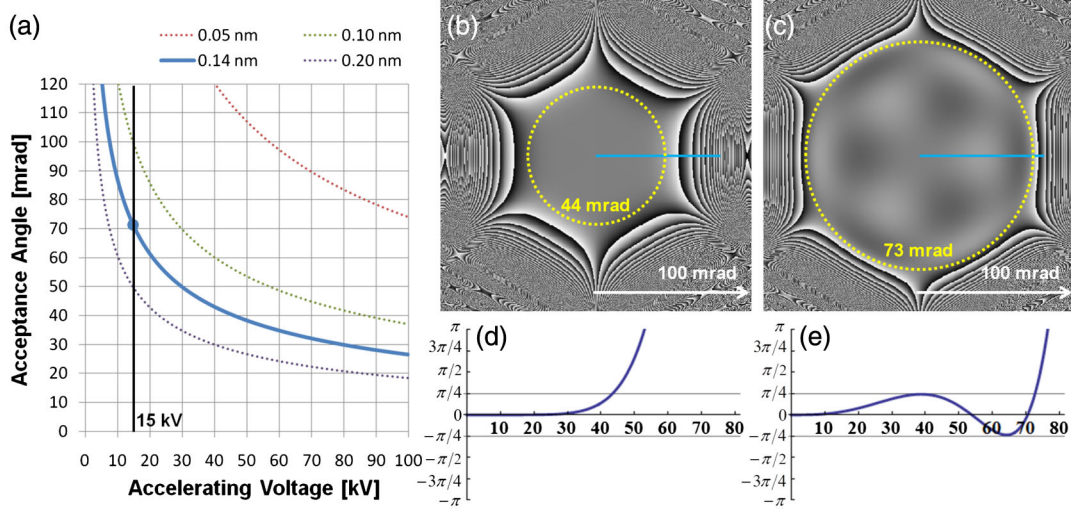 (a)
0.05 nm
0.10 nm
0.14 nm
0.20 nm
Acceptance Angle [mrad]
120
110
100
90
80
70
60
50
40
30
20
10
0
15 kV
0 10 20 30 40 50 60 70 80 90 100
Accelerating Voltage [kV]
(b)
44 mrad
100 mrad
(c)
73 mrad
100 mrad
(d)
π
3π/4
π/2
π/4
0
−π/4
−π/2
−3π/4
−π
10 20 30 40 50 60 70 80
(e)
π
3π/4
π/2
π/4
0
−π/4
−π/2
−3π/4
−π
10 20 30 40 50 60 70 80